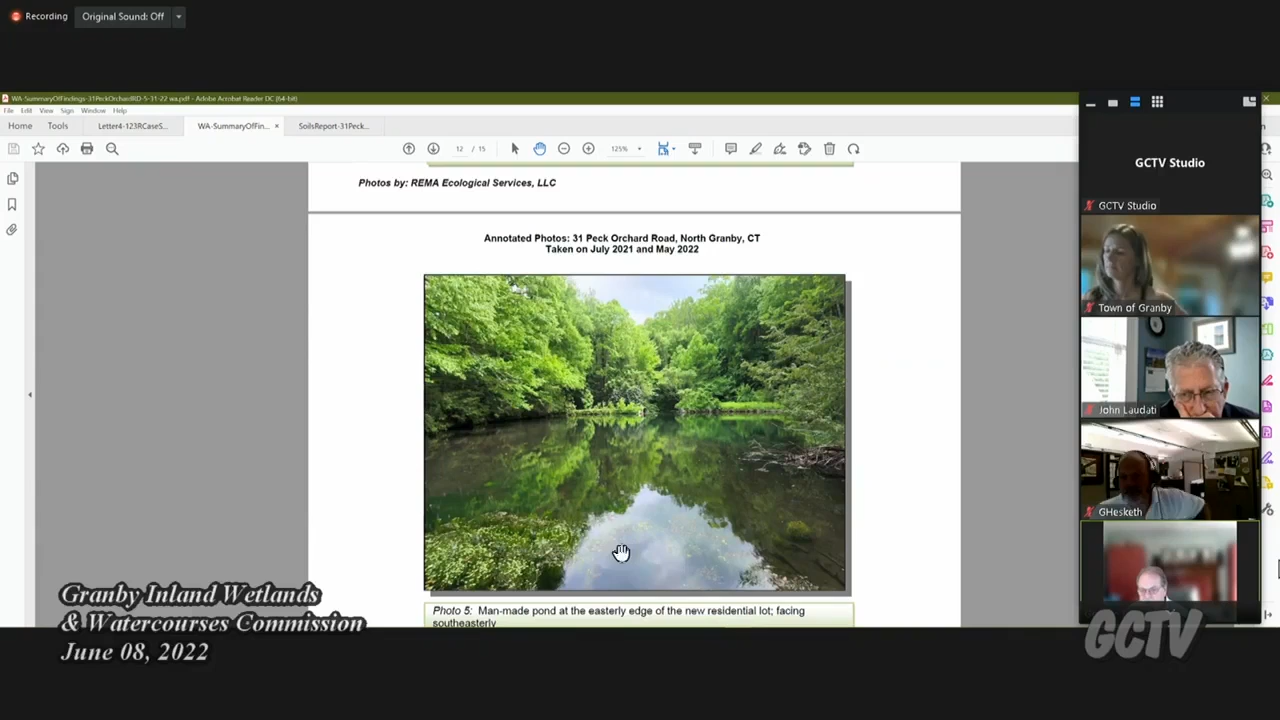 Recording
Original Sound: Off
WA-SummaryOfFindings-31PeckOrchardRD-5-31-22 wa.pdf - Adobe Acrobat Reader DC (64-bit)
File Edit View Sign Window Help
Home Tools Letter4-123RCaseS... WA-SummaryOfFin... × SoilsReport-31Peck...
12 / 15 125%
Photos by: REMA Ecological Services, LLC
Annotated Photos: 31 Peck Orchard Road, North Granby, CT
Taken on July 2021 and May 2022
Photo 5: Man-made pond at the easterly edge of the new residential lot; facing
southeasterly
GCTV Studio
GCTV Studio
Town of Granby
John Laudati
GHesketh
Granby Inland Wetlands
& Watercourses Commission
June 08, 2022
GCTV